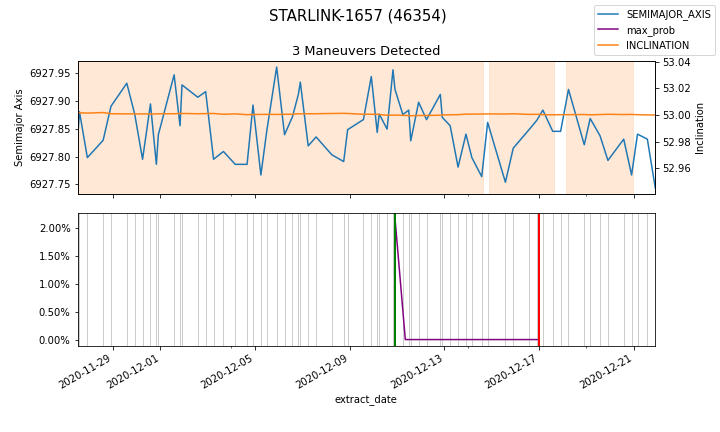 STARLINK-1657 (46354)
SEMIMAJOR_AXIS
max_prob
INCLINATION
3 Maneuvers Detected
Semimajor Axis
6927.95
6927.90
6927.85
6927.80
6927.75
53.04
53.02
53.00
52.98
52.96
Inclination
2.00%
1.50%
1.00%
0.50%
0.00%
2020-11-29
2020-12-01
2020-12-05
2020-12-09
2020-12-13
2020-12-17
2020-12-21
extract_date